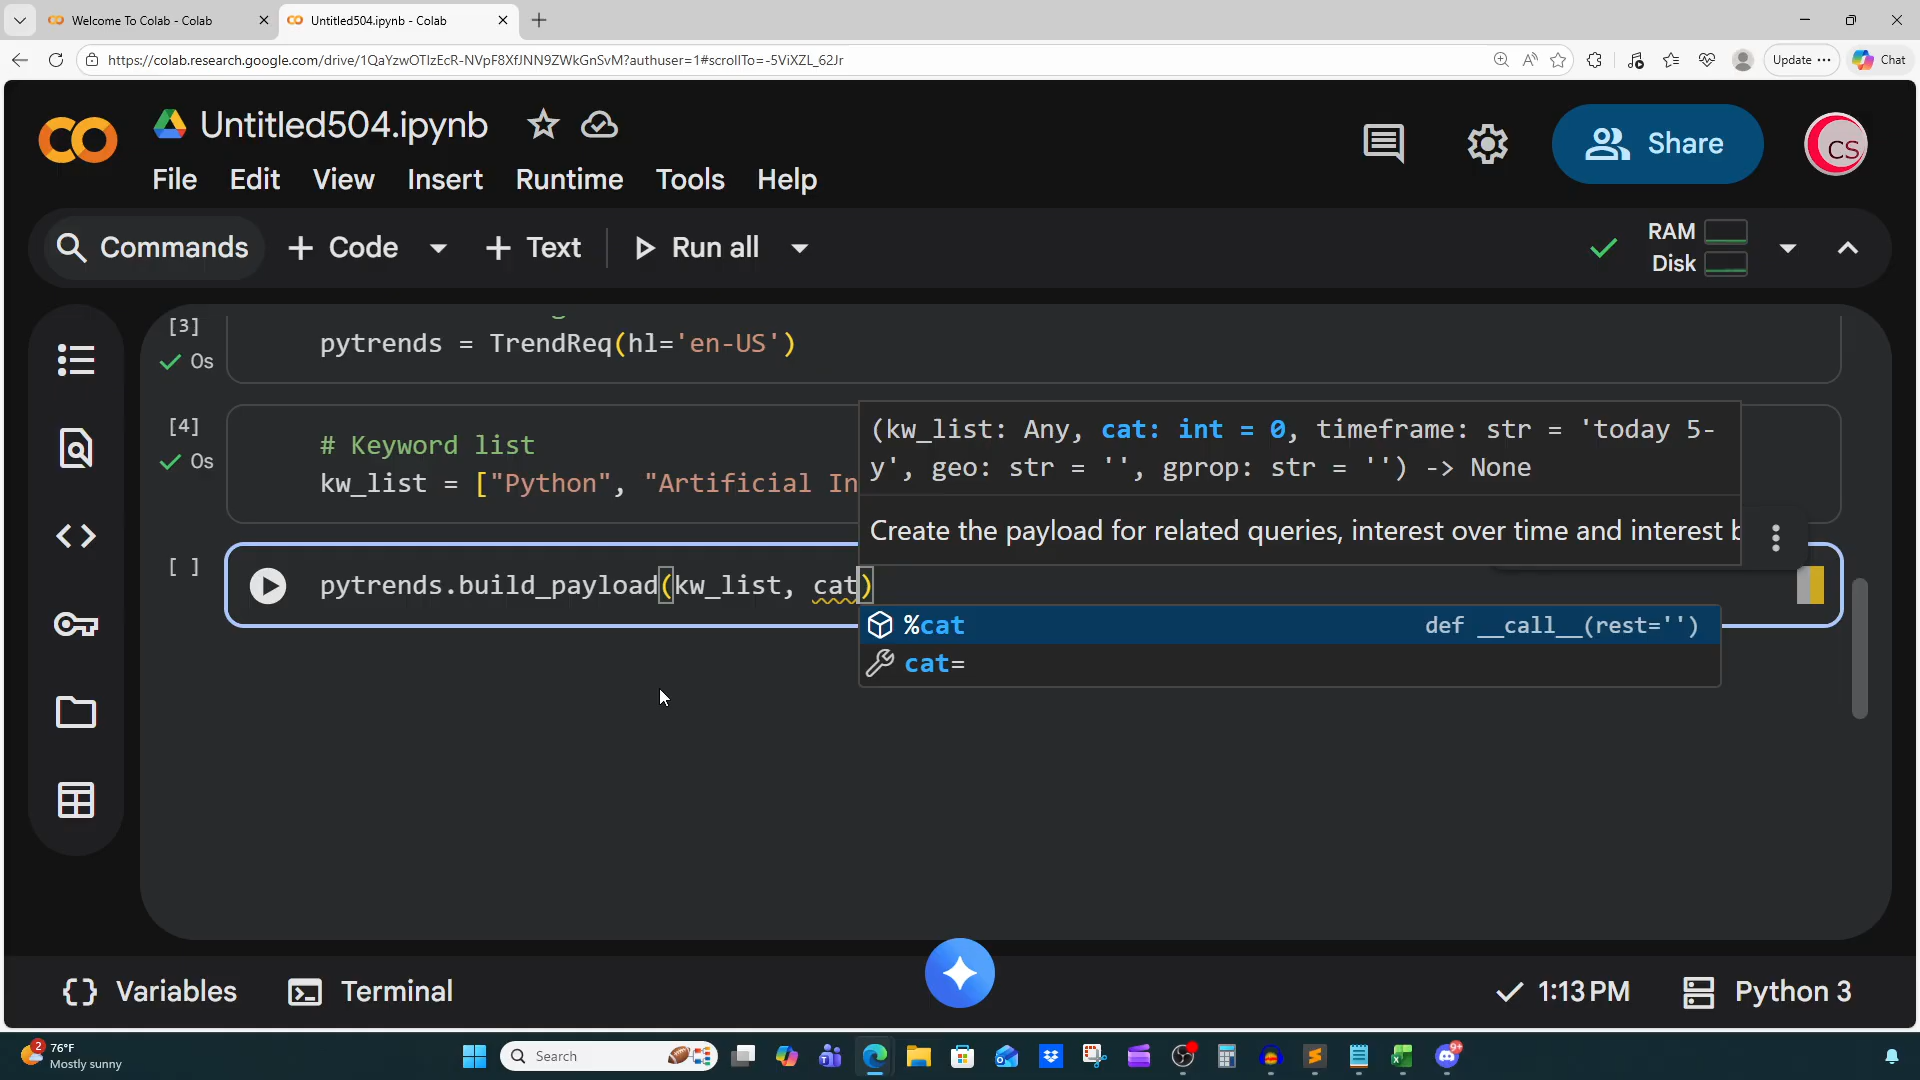 Welcome To Colab - Colab
Untitled504.ipynb - Colab
https://colab.research.google.com/drive/1QaYzwOTIzEcR-NVpF8XfJNN9ZWkGnSvM?authuser=1#scrollTo=-5ViXZL_62Jr
Update
Chat
Untitled504.ipynb
File Edit View Insert Runtime Tools Help
Share
CS
Commands + Code + Text Run all
RAM
Disk
[3]
0s
pytrends = TrendReq(hl='en-US')
[4]
0s
# Keyword list
kw_list = ["Python", "Artificial In
(kw_list: Any, cat: int = 0, timeframe: str = 'today 5-
y', geo: str = '', gprop: str = '') -> None
Create the payload for related queries, interest over time and interest b
[ ]
pytrends.build_payload(kw_list, cat)
%cat def __call__(rest='')
cat=
{} Variables
Terminal
1:13 PM
Python 3
2
76°F
Mostly sunny
Search
9+